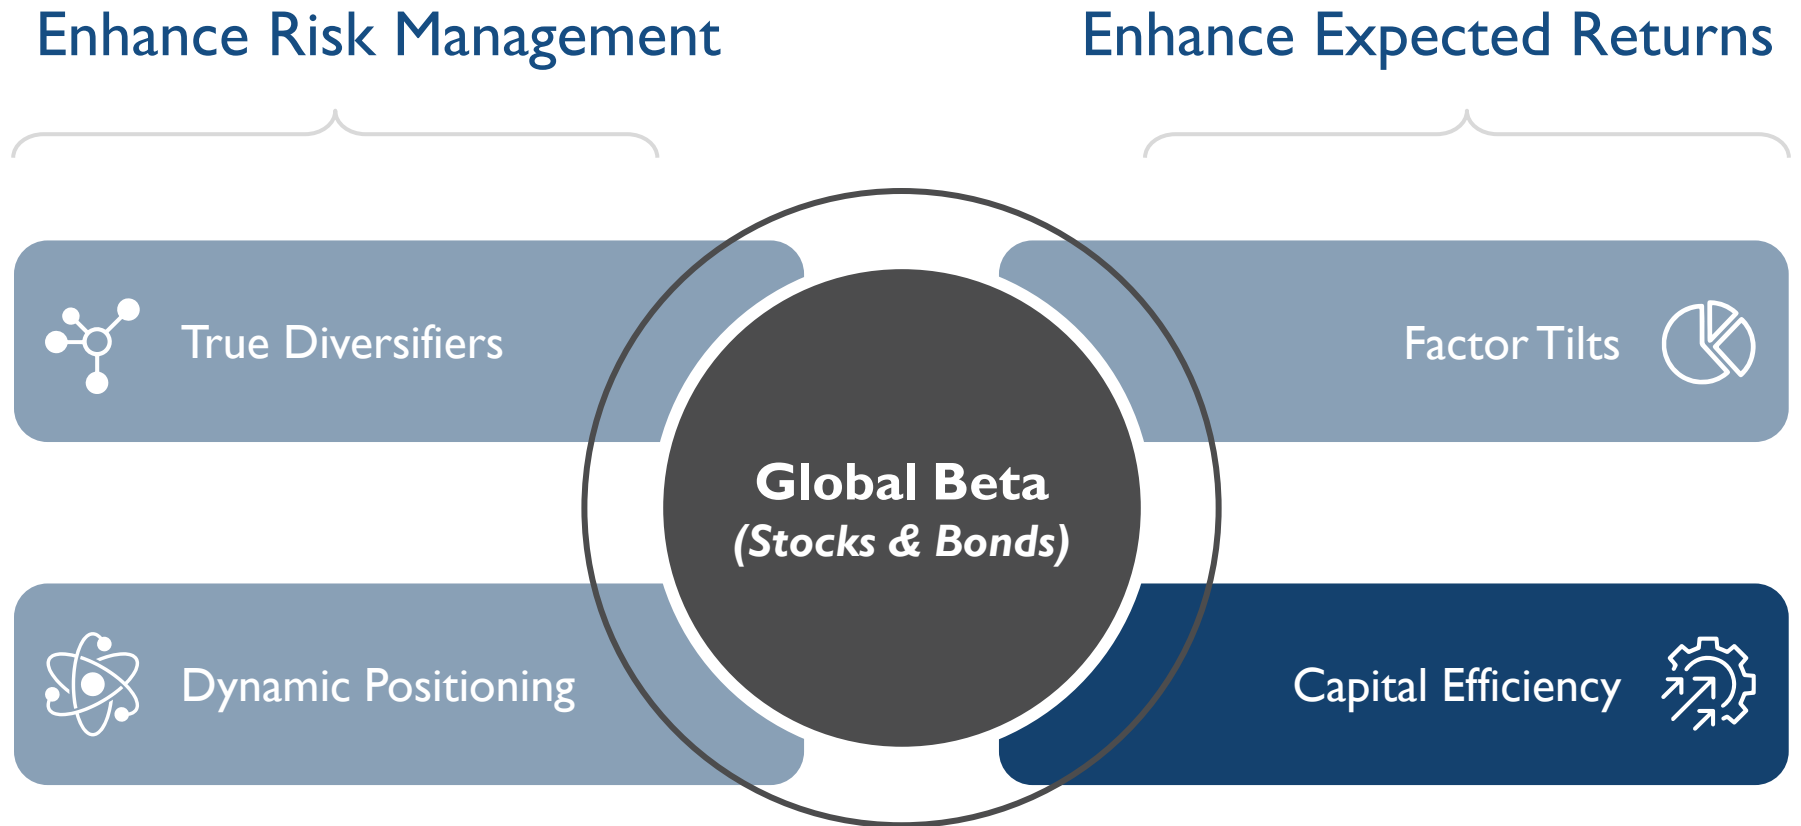 Enhance Risk Management
Enhance Expected Returns
True Diversifiers
Factor Tilts
Global Beta
(Stocks & Bonds)
Dynamic Positioning
Capital Efficiency